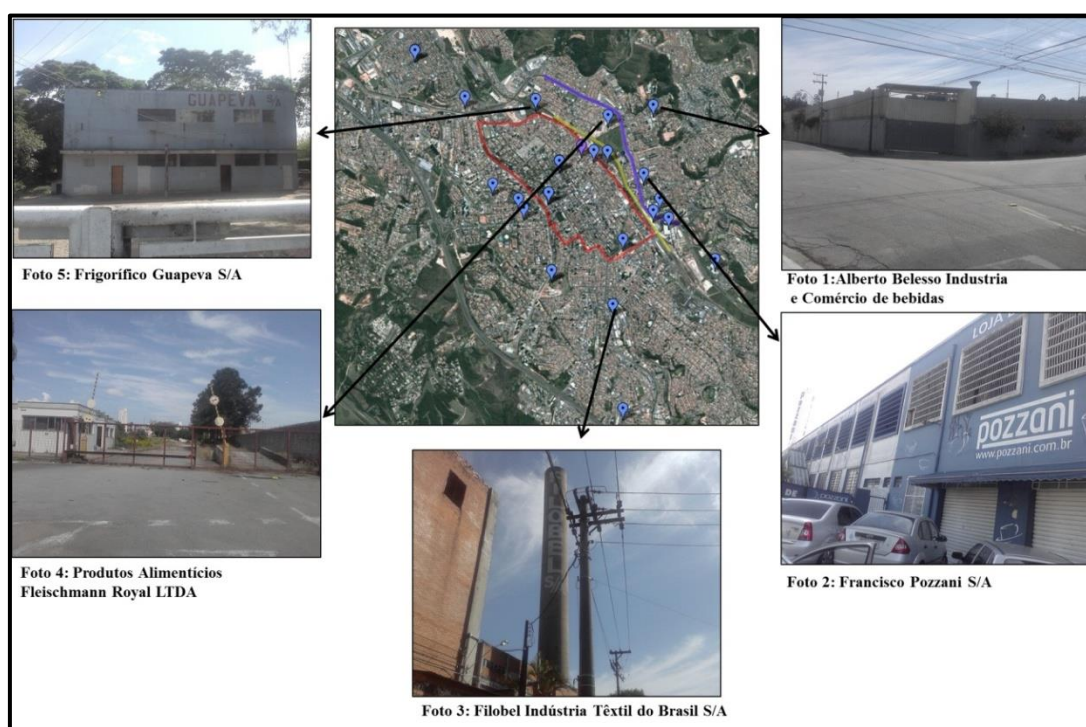 GUAPEVA S/A
Foto 5: Frigorífico Guapeva S/A
Foto 1:Alberto Belesso Industria
e Comércio de bebidas
LOJA
pozzani
www.pozzani.com.br
Foto 4: Produtos Alimentícios
Fleischmann Royal LTDA
Foto 2: Francisco Pozzani S/A
FILOBEL S/A
Foto 3: Filobel Indústria Têxtil do Brasil S/A